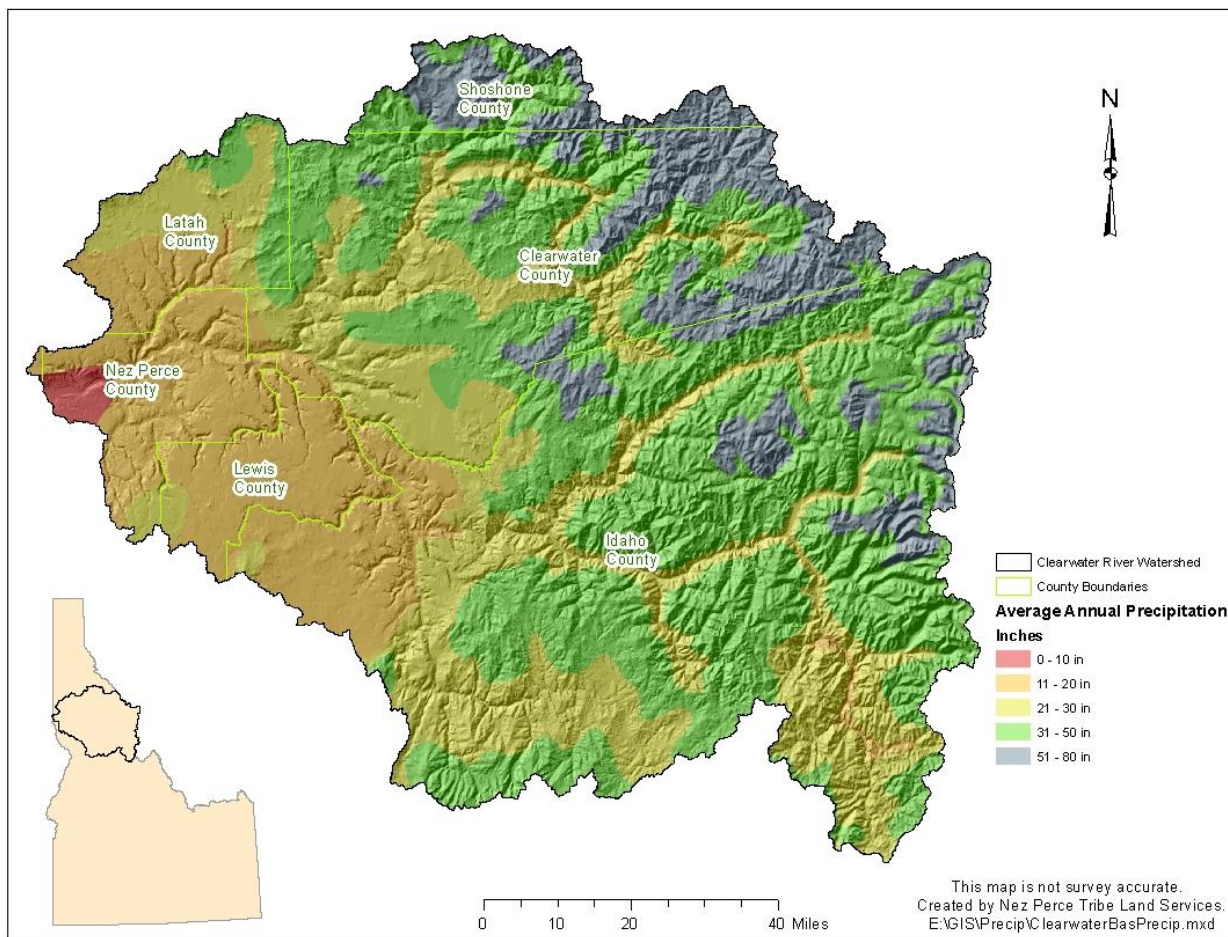 Shoshone
County
N
Latah
County
Clearwater
County
Nez Perce
County
Lewis
County
Idaho
County
Clearwater River Watershed
County Boundaries
Average Annual Precipitation
Inches
0 - 10 in
11 - 20 in
21 - 30 in
31 - 50 in
51 - 80 in
0 10 20 40 Miles
This map is not survey accurate.
Created by Nez Perce Tribe Land Services.
E:\GIS\Precip\ClearwaterBasPrecip.mxd